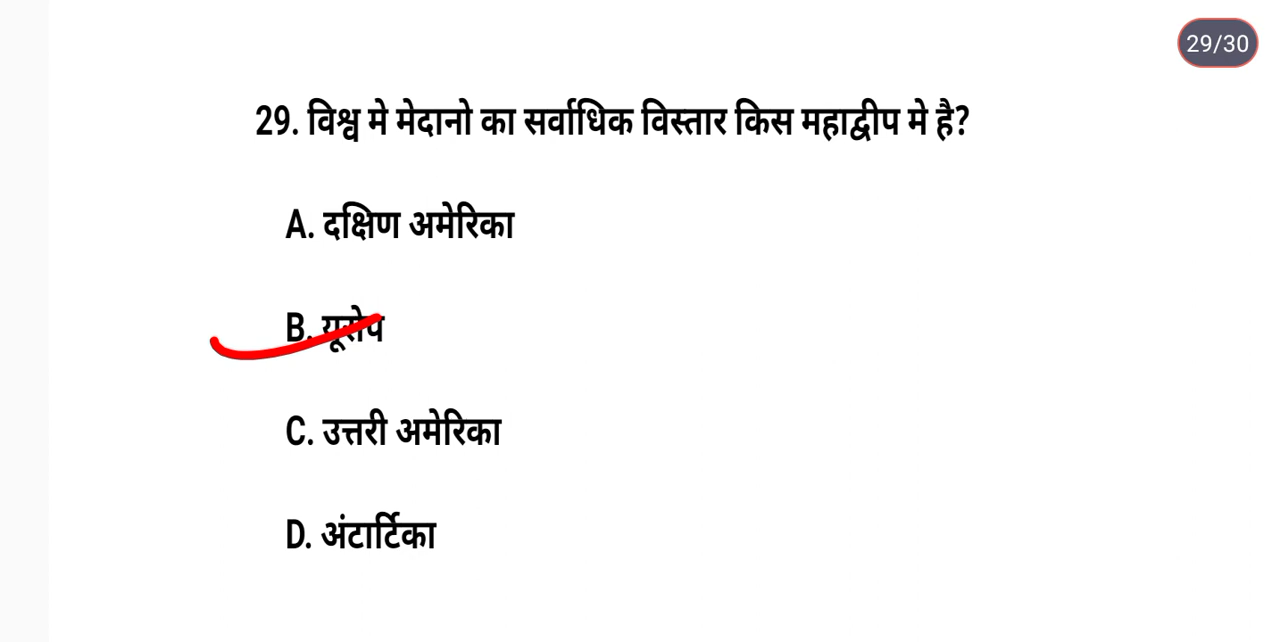 29/30
29. विश्व मे मेदानो का सर्वाधिक विस्तार किस महाद्वीप मे है?
A. दक्षिण अमेरिका
B. यूरोप
C. उत्तरी अमेरिका
D. अंटार्टिका